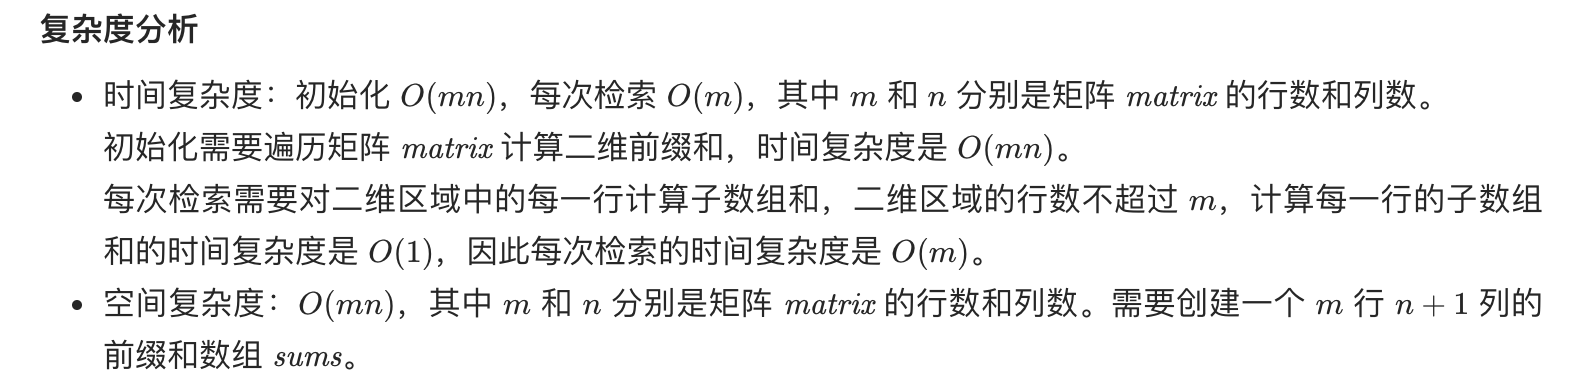 复杂度分析
• 时间复杂度：初始化 O(mn)，每次检索 O(m)，其中 m 和 n 分别是矩阵 matrix 的行数和列数。
初始化需要遍历矩阵 matrix 计算二维前缀和，时间复杂度是 O(mn)。
每次检索需要对二维区域中的每一行计算子数组和，二维区域的行数不超过 m，计算每一行的子数组
和的时间复杂度是 O(1)，因此每次检索的时间复杂度是 O(m)。
• 空间复杂度：O(mn)，其中 m 和 n 分别是矩阵 matrix 的行数和列数。需要创建一个 m 行 n + 1 列的
前缀和数组 sums。